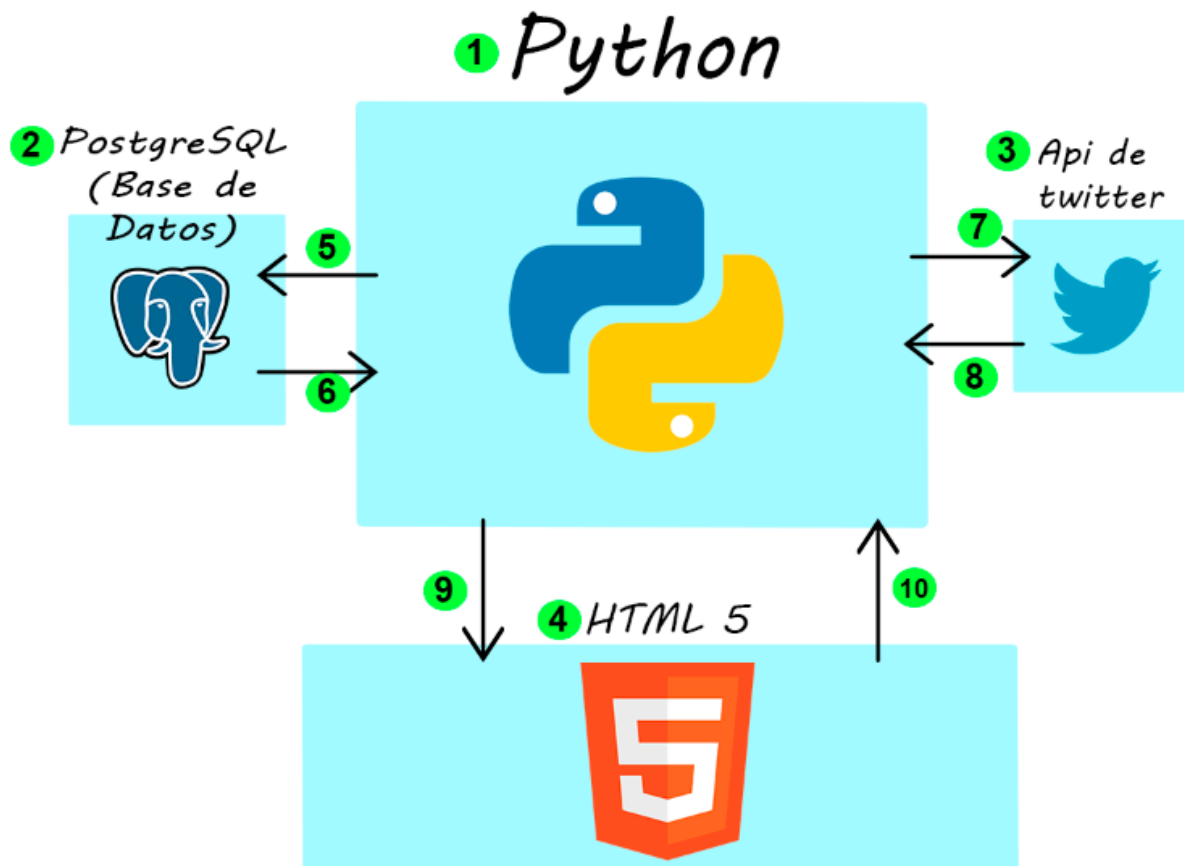 1 Python
2 PostgreSQL
(Base de
Datos)
3 Api de
twitter
5
6
7
8
9
10
4 HTML 5
5